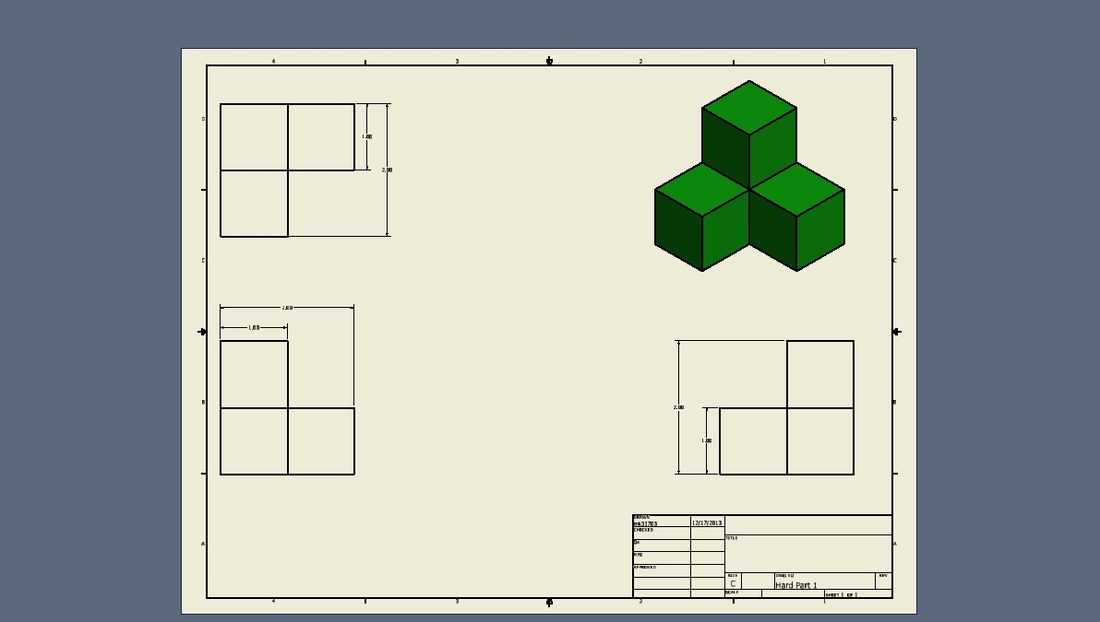 4 3 2 1
D D
1.00
2.00
C C
2.00
1.00
2.00
B B
1.00
DRAWN
mk33703 12/17/2013
CHECKED
TITLE
QA
MFG
A A
APPROVED
SIZE DWG NO REV
C Hard Part 1
SCALE
SHEET 1 OF 1
4 3 2 1